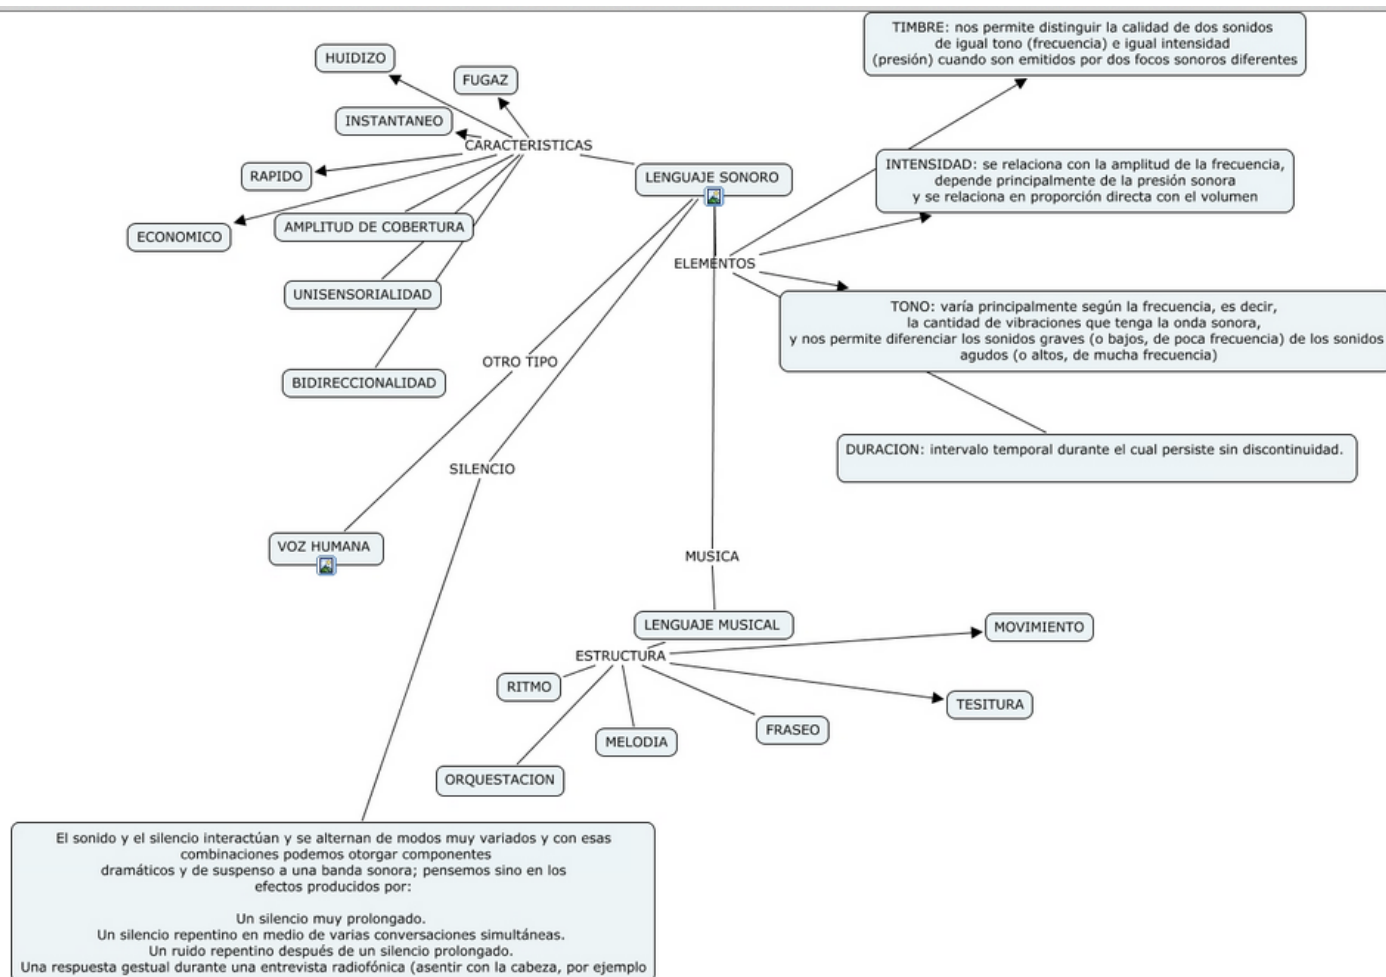 TIMBRE: nos permite distinguir la calidad de dos sonidos
de igual tono (frecuencia) e igual intensidad
(presión) cuando son emitidos por dos focos sonoros diferentes
HUIDIZO
FUGAZ
INSTANTANEO
CARACTERISTICAS
RAPIDO
LENGUAJE SONORO
INTENSIDAD: se relaciona con la amplitud de la frecuencia,
depende principalmente de la presión sonora
y se relaciona en proporción directa con el volumen
AMPLITUD DE COBERTURA
ECONOMICO
ELEMENTOS
UNISENSORIALIDAD
TONO: varía principalmente según la frecuencia, es decir,
la cantidad de vibraciones que tenga la onda sonora,
y nos permite diferenciar los sonidos graves (o bajos, de poca frecuencia) de los sonidos
agudos (o altos, de mucha frecuencia)
OTRO TIPO
BIDIRECCIONALIDAD
DURACION: intervalo temporal durante el cual persiste sin discontinuidad.
SILENCIO
VOZ HUMANA
MUSICA
LENGUAJE MUSICAL
MOVIMIENTO
ESTRUCTURA
RITMO
TESITURA
FRASEO
MELODIA
ORQUESTACION
El sonido y el silencio interactúan y se alternan de modos muy variados y con esas
combinaciones podemos otorgar componentes
dramáticos y de suspenso a una banda sonora; pensemos sino en los
efectos producidos por:
Un silencio muy prolongado.
Un silencio repentino en medio de varias conversaciones simultáneas.
Un ruido repentino después de un silencio prolongado.
Una respuesta gestual durante una entrevista radiofónica (asentir con la cabeza, por ejemplo